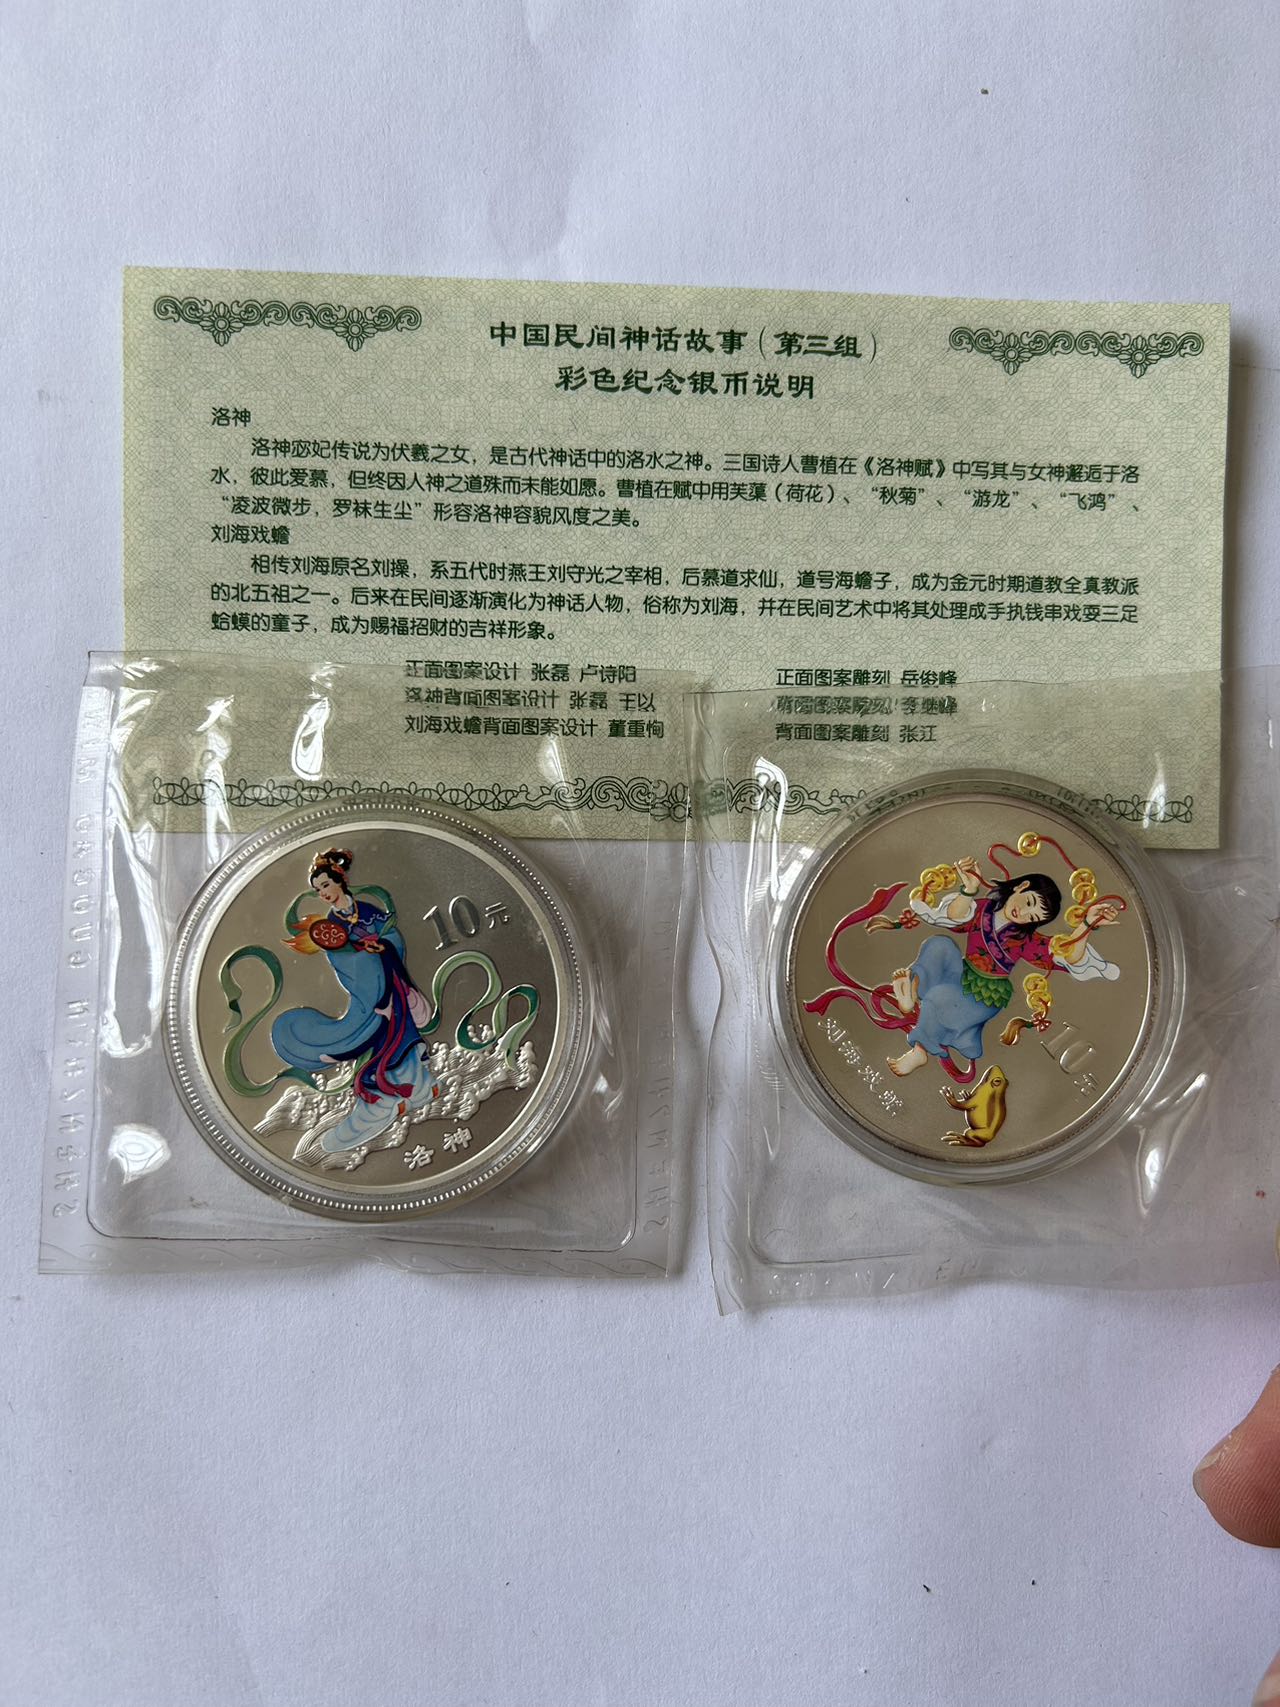 中国民间神话故事（第三组）
彩色纪念银币说明
洛神
洛神宓妃传说为伏羲之女，是古代神话中的洛水之神。三国诗人曹植在《洛神赋》中写其与女神邂逅于洛
水，彼此爱慕，但终因人神之道殊而未能如愿。曹植在赋中用芙蕖（荷花）、“秋菊”、“游龙”、“飞鸿”、
“凌波微步，罗袜生尘”形容洛神容貌风度之美。
刘海戏蟾
相传刘海原名刘操，系五代时燕王刘守光之宰相，后慕道求仙，道号海蟾子，成为金元时期道教全真教派
的北五祖之一。后来在民间逐渐演化为神话人物，俗称为刘海，并在民间艺术中将其处理成手执钱串戏耍三足
蛤蟆的童子，成为赐福招财的吉祥形象。
正面图案设计 张磊 卢诗阳
正面图案雕刻 岳俊峰
洛神背面图案设计 张磊 王以
背面图案雕刻
刘海戏蟾背面图案设计 董重恂
背面图案雕刻 张江
10元
洛神
刘海戏蟾
10元